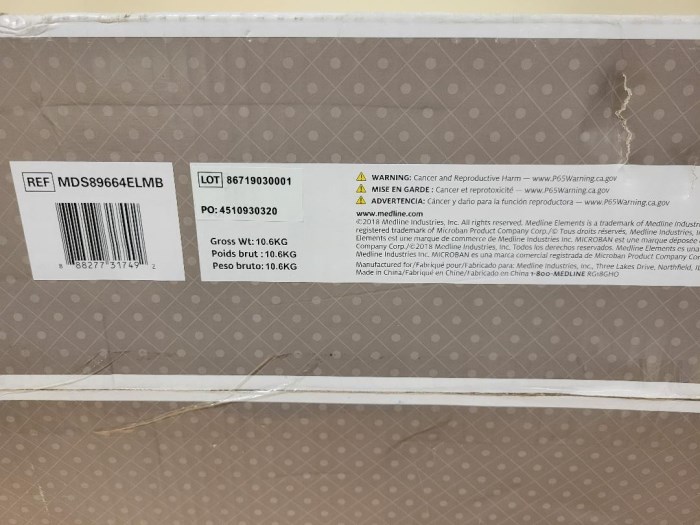 REF MDS89664ELMB
8 88277 31749 2
LOT 86719030001
PO: 4510930320
Gross Wt: 10.6KG
Poids brut : 10.6KG
Peso bruto: 10.6KG
WARNING: Cancer and Reproductive Harm — www.P65Warning.ca.gov
MISE EN GARDE : Cancer et reprotoxicité — www.P65Warning.ca.gov
ADVERTENCIA: Cáncer y daño para la función reproductora — www.P65Warning.ca.gov
www.medline.com
©2018 Medline Industries, Inc. All rights reserved. Medline Elements is a trademark of Medline
registered trademark of Microban Product Company Corp./© Tous droits réservés, Medline Industries,
Elements est une marque de commerce de Medline Industries Inc. MICROBAN est une marque déposée
Company Corp./© 2018 Medline Industries, Inc, Todos los derechos reservados. Medline Elements es una
Medline Industries Inc. MICROBAN es una marca comercial registrada de Microban Product Company
Manufactured for/Fabriqué pour/Fabricado para: Medline Industries, Inc., Three Lakes Drive, Northfield,
Made in China/Fabriqué en Chine/Fabricado en China 1-800-MEDLINE RG18GHO